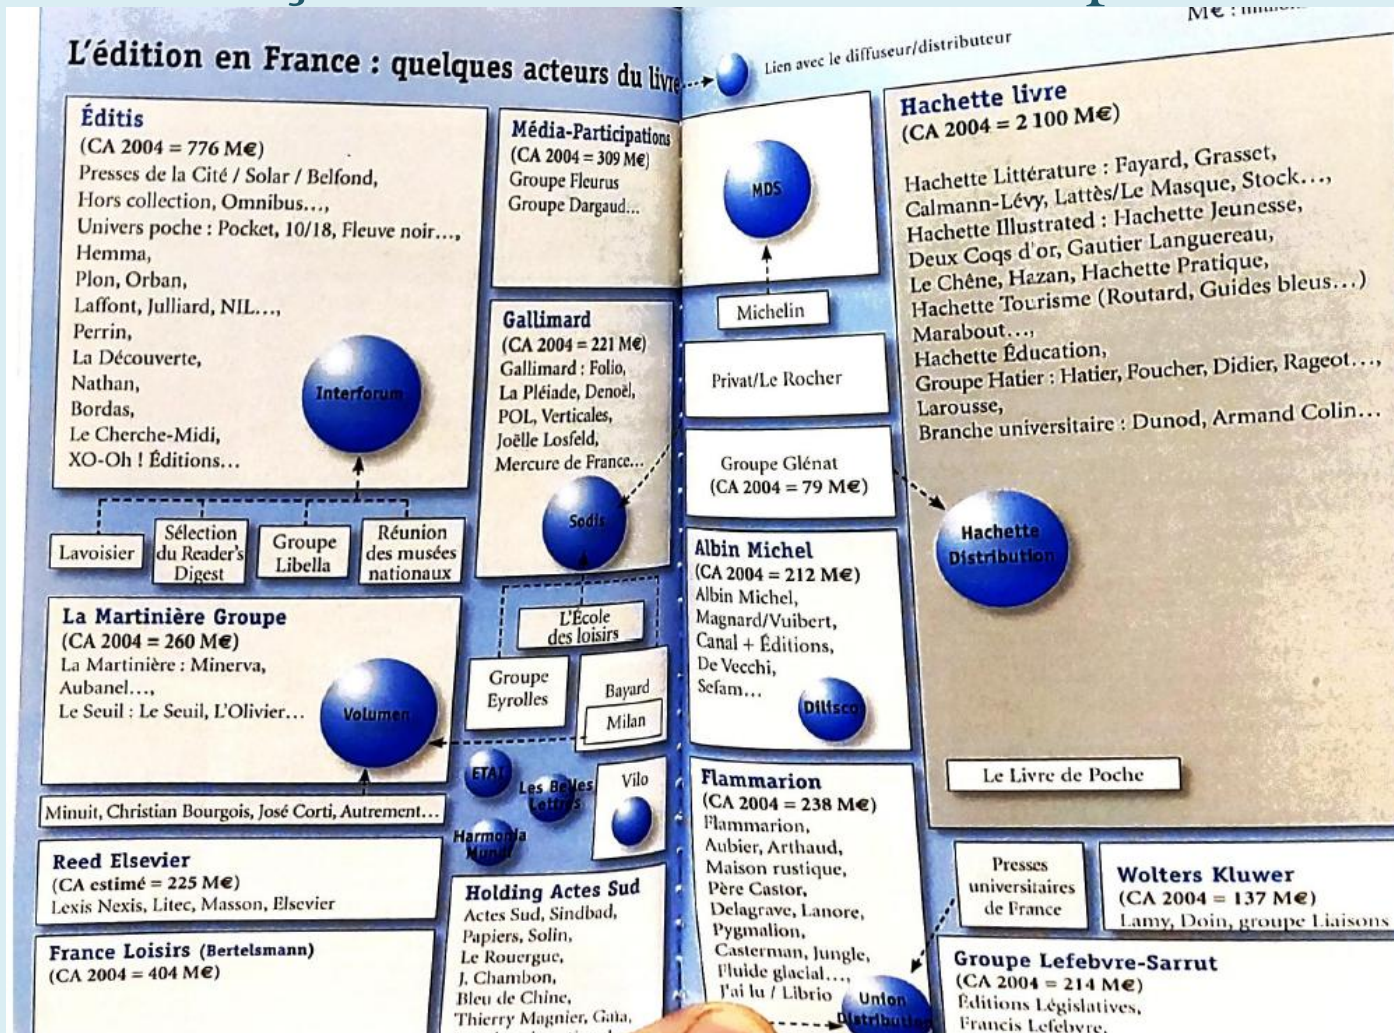 M€ :
L'édition en France : quelques acteurs du livre
Lien avec le diffuseur/distributeur
Éditis
(CA 2004 = 776 M€)
Presses de la Cité / Solar / Belfond,
Hors collection, Omnibus...,
Univers poche : Pocket, 10/18, Fleuve noir...,
Hemma,
Plon, Orban,
Laffont, Julliard, NIL...,
Perrin,
La Découverte,
Nathan,
Bordas,
Le Cherche-Midi,
XO-Oh ! Éditions...
Interforum
Lavoisier
Sélection
du Reader's
Digest
Groupe
Libella
Réunion
des musées
nationaux
La Martinière Groupe
(CA 2004 = 260 M€)
La Martinière : Minerva,
Aubanel...,
Le Seuil : Le Seuil, L'Olivier...
Volumen
Minuit, Christian Bourgois, José Corti, Autrement...
Reed Elsevier
(CA estimé = 225 M€)
Lexis Nexis, Litec, Masson, Elsevier
France Loisirs (Bertelsmann)
(CA 2004 = 404 M€)
Média-Participations
(CA 2004 = 309 M€)
Groupe Fleurus
Groupe Dargaud...
Gallimard
(CA 2004 = 221 M€)
Gallimard : Folio,
La Pléiade, Denoël,
POL, Verticales,
Joëlle Losfeld,
Mercure de France...
Sodis
L'École
des loisirs
Groupe
Eyrolles
Bayard
Milan
ETAI
Les Belles
Lettres
Harmonia
Mundi
Vilo
Holding Actes Sud
Actes Sud, Sindbad,
Papiers, Solin,
Le Rouergue,
J. Chambon,
Bleu de Chine,
Thierry Magnier, Gaïa,
MDS
Michelin
Privat/Le Rocher
Groupe Glénat
(CA 2004 = 79 M€)
Albin Michel
(CA 2004 = 212 M€)
Albin Michel,
Magnard/Vuibert,
Canal + Éditions,
De Vecchi,
Sefam...
Dilisco
Flammarion
(CA 2004 = 238 M€)
Flammarion,
Aubier, Arthaud,
Maison rustique,
Père Castor,
Delagrave, Lanore,
Pygmalion,
Casterman, Jungle,
Fluide glacial...,
J'ai lu / Librio
Union
Distribution
Hachette livre
(CA 2004 = 2 100 M€)
Hachette Littérature : Fayard, Grasset,
Calmann-Lévy, Lattès/Le Masque, Stock...,
Hachette Illustrated : Hachette Jeunesse,
Deux Coqs d'or, Gautier Languereau,
Le Chêne, Hazan, Hachette Pratique,
Hachette Tourisme (Routard, Guides bleus...)
Marabout...,
Hachette Éducation,
Groupe Hatier : Hatier, Foucher, Didier, Rageot...,
Larousse,
Branche universitaire : Dunod, Armand Colin...
Hachette
Distribution
Le Livre de Poche
Presses
universitaires
de France
Wolters Kluwer
(CA 2004 = 137 M€)
Lamy, Doin, groupe Liaisons
Groupe Lefebvre-Sarrut
(CA 2004 = 214 M€)
Éditions Législatives,
Francis Lefebvre,